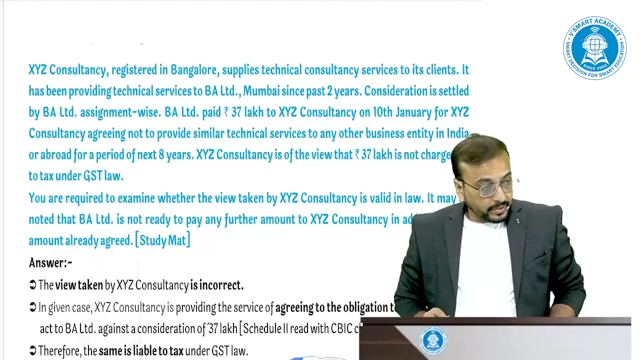 V'SMART ACADEMY
SMART DECISION FOR SMART EDUCATION
XYZ Consultancy, registered in Bangalore, supplies technical consultancy services to its clients. It
has been providing technical services to BA Ltd., Mumbai since past 2 years. Consideration is settled
by BA Ltd. assignment-wise. BA Ltd. paid ₹ 37 lakh to XYZ Consultancy on 10th January for XYZ
Consultancy agreeing not to provide similar technical services to any other business entity in India
or abroad for a period of next 8 years. XYZ Consultancy is of the view that ₹ 37 lakh is not charge
to tax under GST law.
You are required to examine whether the view taken by XYZ Consultancy is valid in law. It may
noted that BA Ltd. is not ready to pay any further amount to XYZ Consultancy in ad
amount already agreed. [Study Mat]
Answer:-
➲ The view taken by XYZ Consultancy is incorrect.
➲ In given case, XYZ Consultancy is providing the service of agreeing to the obligation t
act to BA Ltd. against a consideration of ‘37 lakh [Schedule II read with CBIC c
➲ Therefore, the same is liable to tax under GST law.